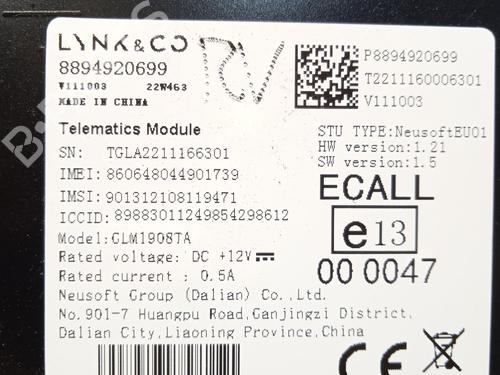 LYNK & CO
8894920699
V111003 22W463
MADE IN CHINA
P8894920699
T2211160006301
V111003
Telematics Module
SN: TGLA2211166301
IMEI: 860648044901739
IMSI: 901312108119471
ICCID: 89883011249854298612
Model: GLM1908TA
Rated voltage: DC +12V
Rated current : 0.5A
Neusoft Group (Dalian) Co.,Ltd.
No.901-7 Huangpu Road,Ganjingzi District,
Dalian City,Liaoning Province,China
STU TYPE:NeusoftEU01
HW version:1.21
SW version:1.5
ECALL
e13
00 0047
CE